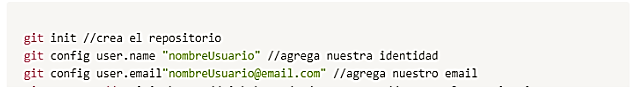 git init //crea el repositorio
git config user.name "nombreUsuario" //agrega nuestra identidad
git config user.email"nombreUsuario@email.com" //agrega nuestro email